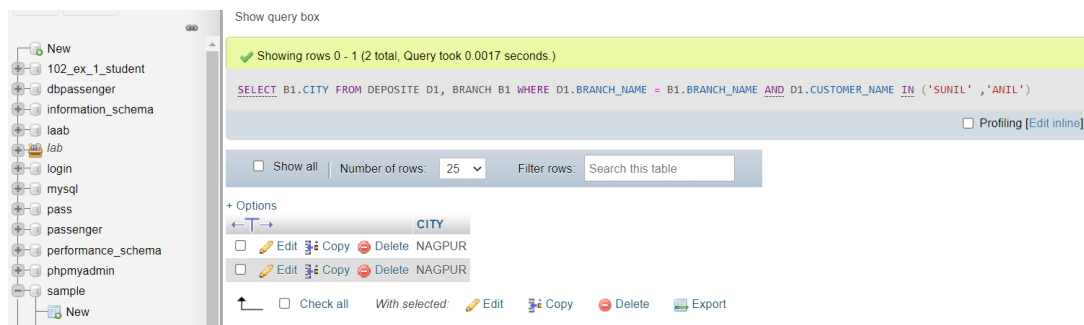 New
102_ex_1_student
dbpassenger
information_schema
laab
lab
login
mysql
pass
passenger
performance_schema
phpmyadmin
sample
New
Show query box
Showing rows 0 - 1 (2 total, Query took 0.0017 seconds.)
SELECT B1.CITY FROM DEPOSITE D1, BRANCH B1 WHERE D1.BRANCH_NAME = B1.BRANCH_NAME AND D1.CUSTOMER_NAME IN ('SUNIL' ,'ANIL')
Profiling [Edit inline]
Show all Number of rows: 25 Filter rows: Search this table
+ Options
←T→ CITY
Edit Copy Delete NAGPUR
Edit Copy Delete NAGPUR
Check all With selected: Edit Copy Delete Export